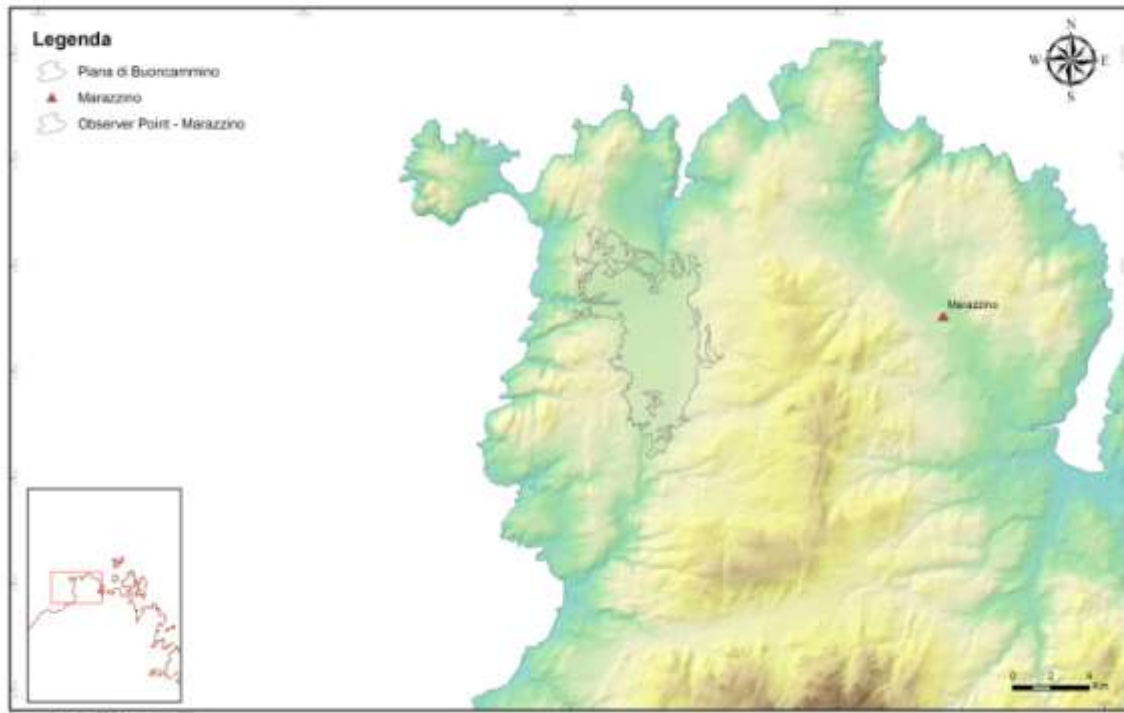 Legenda
Piana di Buoncammino
Marazzino
Observer Point - Marazzino
N
W E
S
Marazzino
0 2 4
Km